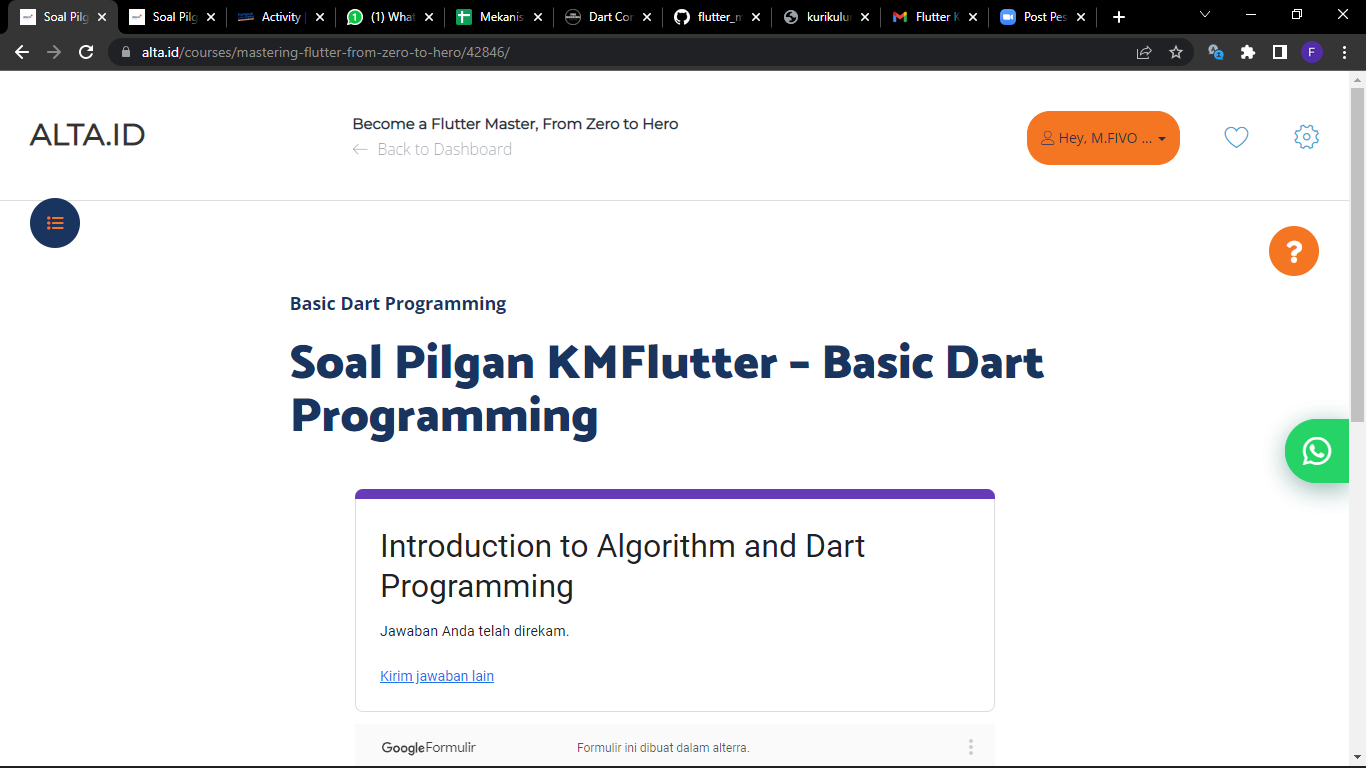 Soal Pilg
Soal Pilg
Activity
(1) What
Mekanis
Dart Cor
flutter_m
kurikulu
Flutter K
Post Pes
alta.id/courses/mastering-flutter-from-zero-to-hero/42846/
F
ALTA.ID
Become a Flutter Master, From Zero to Hero
← Back to Dashboard
Hey, M.FIVO ...
?
Basic Dart Programming
Soal Pilgan KMFlutter – Basic Dart
Programming
Introduction to Algorithm and Dart
Programming
Jawaban Anda telah direkam.
Kirim jawaban lain
Google Formulir
Formulir ini dibuat dalam alterra.